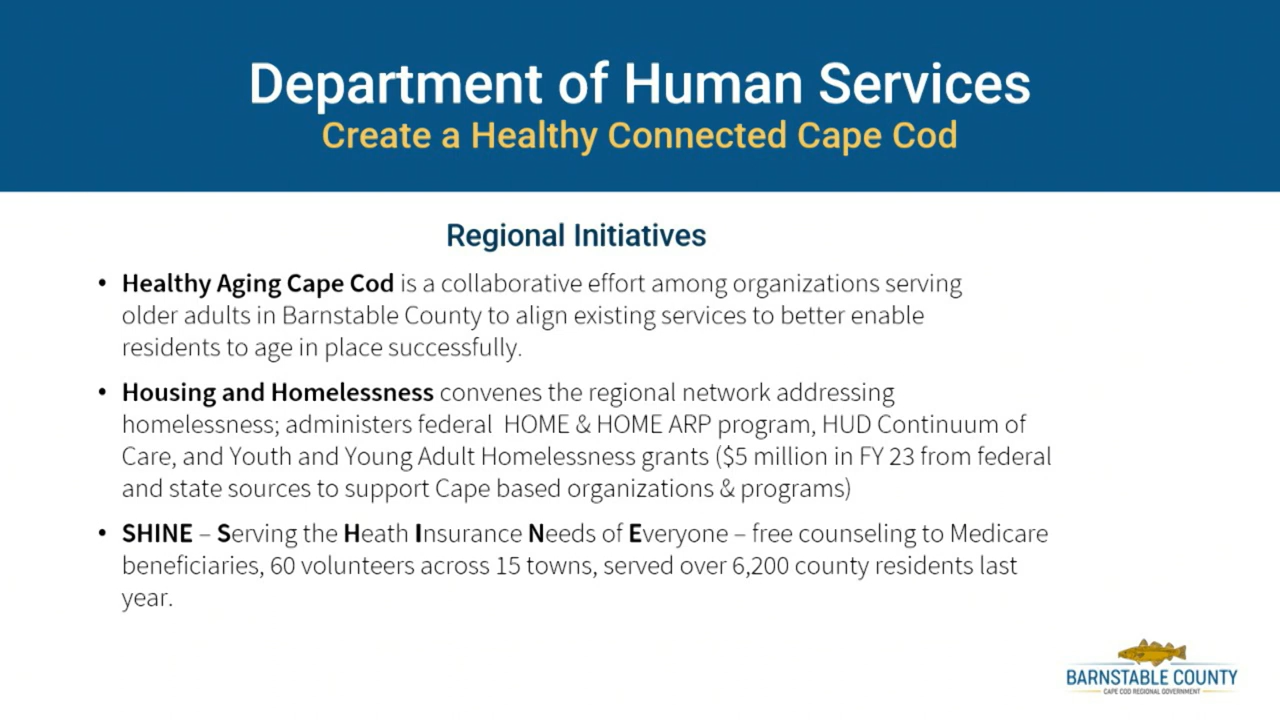 Department of Human Services
Create a Healthy Connected Cape Cod
Regional Initiatives
• Healthy Aging Cape Cod is a collaborative effort among organizations serving
older adults in Barnstable County to align existing services to better enable
residents to age in place successfully.
• Housing and Homelessness convenes the regional network addressing
homelessness; administers federal  HOME & HOME ARP program, HUD Continuum of
Care, and Youth and Young Adult Homelessness grants ($5 million in FY 23 from federal
and state sources to support Cape based organizations & programs)
• SHINE – Serving the Heath Insurance Needs of Everyone – free counseling to Medicare
beneficiaries, 60 volunteers across 15 towns, served over 6,200 county residents last
year.
BARNSTABLE COUNTY
CAPE COD REGIONAL GOVERNMENT